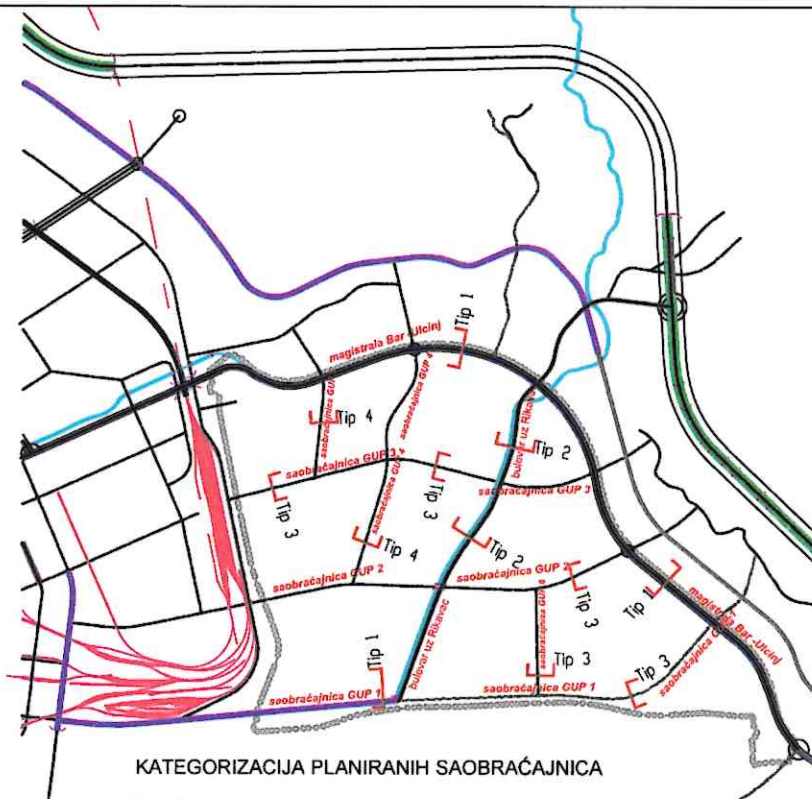 Tip 1
magistrala Bar -Ulcinj
saobraćajnica GUP 4
Tip 4
bulovar uz Rikavac
Tip 2
saobraćajnica GUP 3
Tip 3
saobraćajnica GUP 3
Tip 3
saobraćajnica GUP 4
Tip 4
Tip 2
saobraćajnica GUP 2
saobraćajnica GUP 2
Tip 3
Tip 1
magistrala Bar -Ulcinj
bulovar uz Rikavac
Tip 1
Tip 3
Tip 3
saobraćajnica GUP 1
saobraćajnica GUP 1
KATEGORIZACIJA PLANIRANIH SAOBRAĆAJNICA